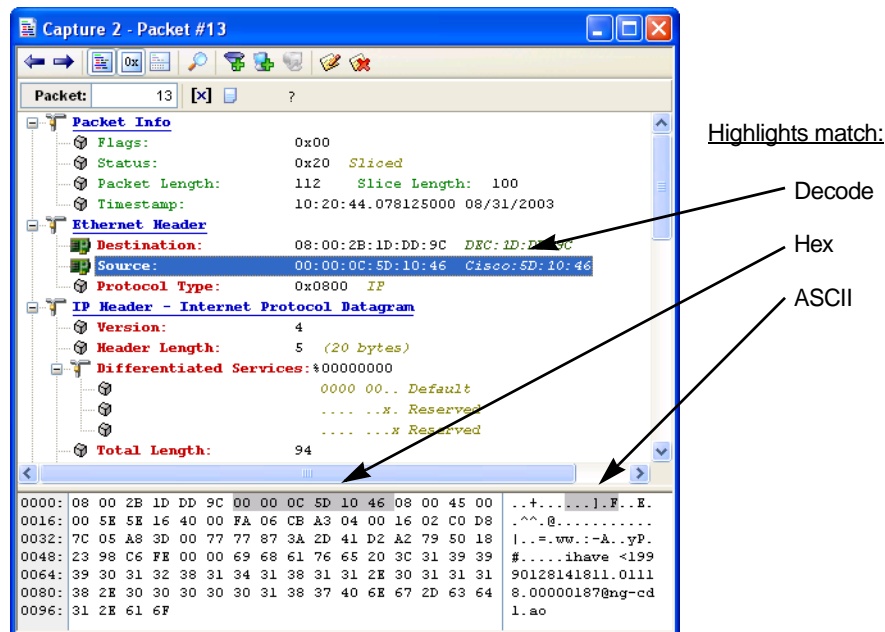 Capture 2 - Packet #13
Packet: 13 [x] ?
Packet Info
Flags: 0x00
Status: 0x20 Sliced
Packet Length: 112 Slice Length: 100
Timestamp: 10:20:44.078125000 08/31/2003
Ethernet Header
Destination: 08:00:2B:1D:DD:9C DEC:1D:DD:9C
Source: 00:00:0C:5D:10:46 Cisco:5D:10:46
Protocol Type: 0x0800 IP
IP Header - Internet Protocol Datagram
Version: 4
Header Length: 5 (20 bytes)
Differentiated Services: %00000000
0000 00.. Default
.... ..x. Reserved
.... ...x Reserved
Total Length: 94
Highlights match:
Decode
Hex
ASCII
0000: 08 00 2B 1D DD 9C 00 00 0C 5D 10 46 08 00 45 00 ..+......].F..E.
0016: 00 5E 5E 16 40 00 FA 06 CB A3 04 00 16 02 C0 D8 .^^.@...........
0032: 7C 05 A8 3D 00 77 77 87 3A 2D 41 D2 A2 79 50 18 |..=.ww.:-A..yP.
0048: 23 98 C6 FE 00 00 69 68 61 76 65 20 3C 31 39 39 #.....ihave <199
0064: 39 30 31 32 38 31 34 31 38 31 31 2E 30 31 31 31 90128141811.0111
0080: 38 2E 30 30 30 30 30 31 38 37 40 6E 67 2D 63 64 8.00000187@ng-cd
0096: 31 2E 61 6F l.ao